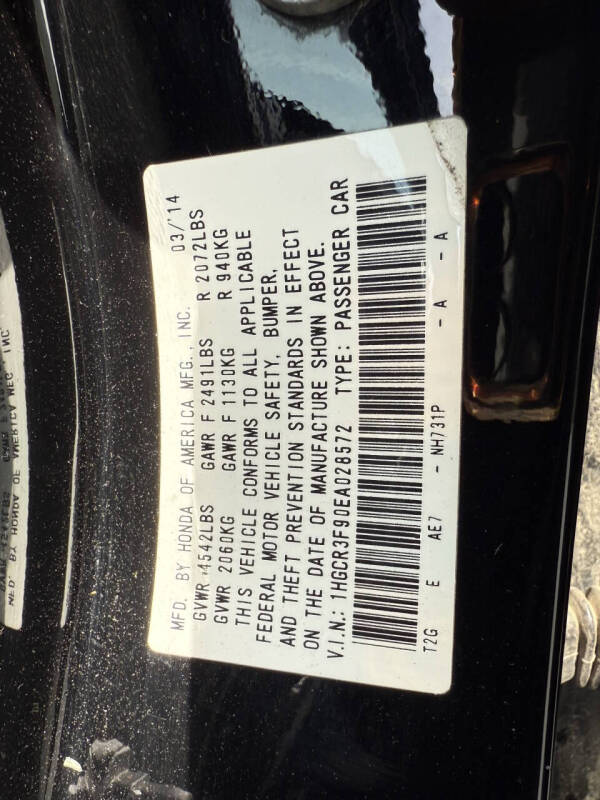 MFD. BY HONDA OF AMERICA MFG., INC. 03/'14
GVWR 4542LBS GAWR F 2491LBS R 2072LBS
GVWR 2060KG GAWR F 1130KG R 940KG
THIS VEHICLE CONFORMS TO ALL APPLICABLE
FEDERAL MOTOR VEHICLE SAFETY, BUMPER,
AND THEFT PREVENTION STANDARDS IN EFFECT
ON THE DATE OF MANUFACTURE SHOWN ABOVE.
V.I.N.: 1HGCR3F90EA026572 TYPE: PASSENGER CAR
T2G E AE7 - NH731P - A - A